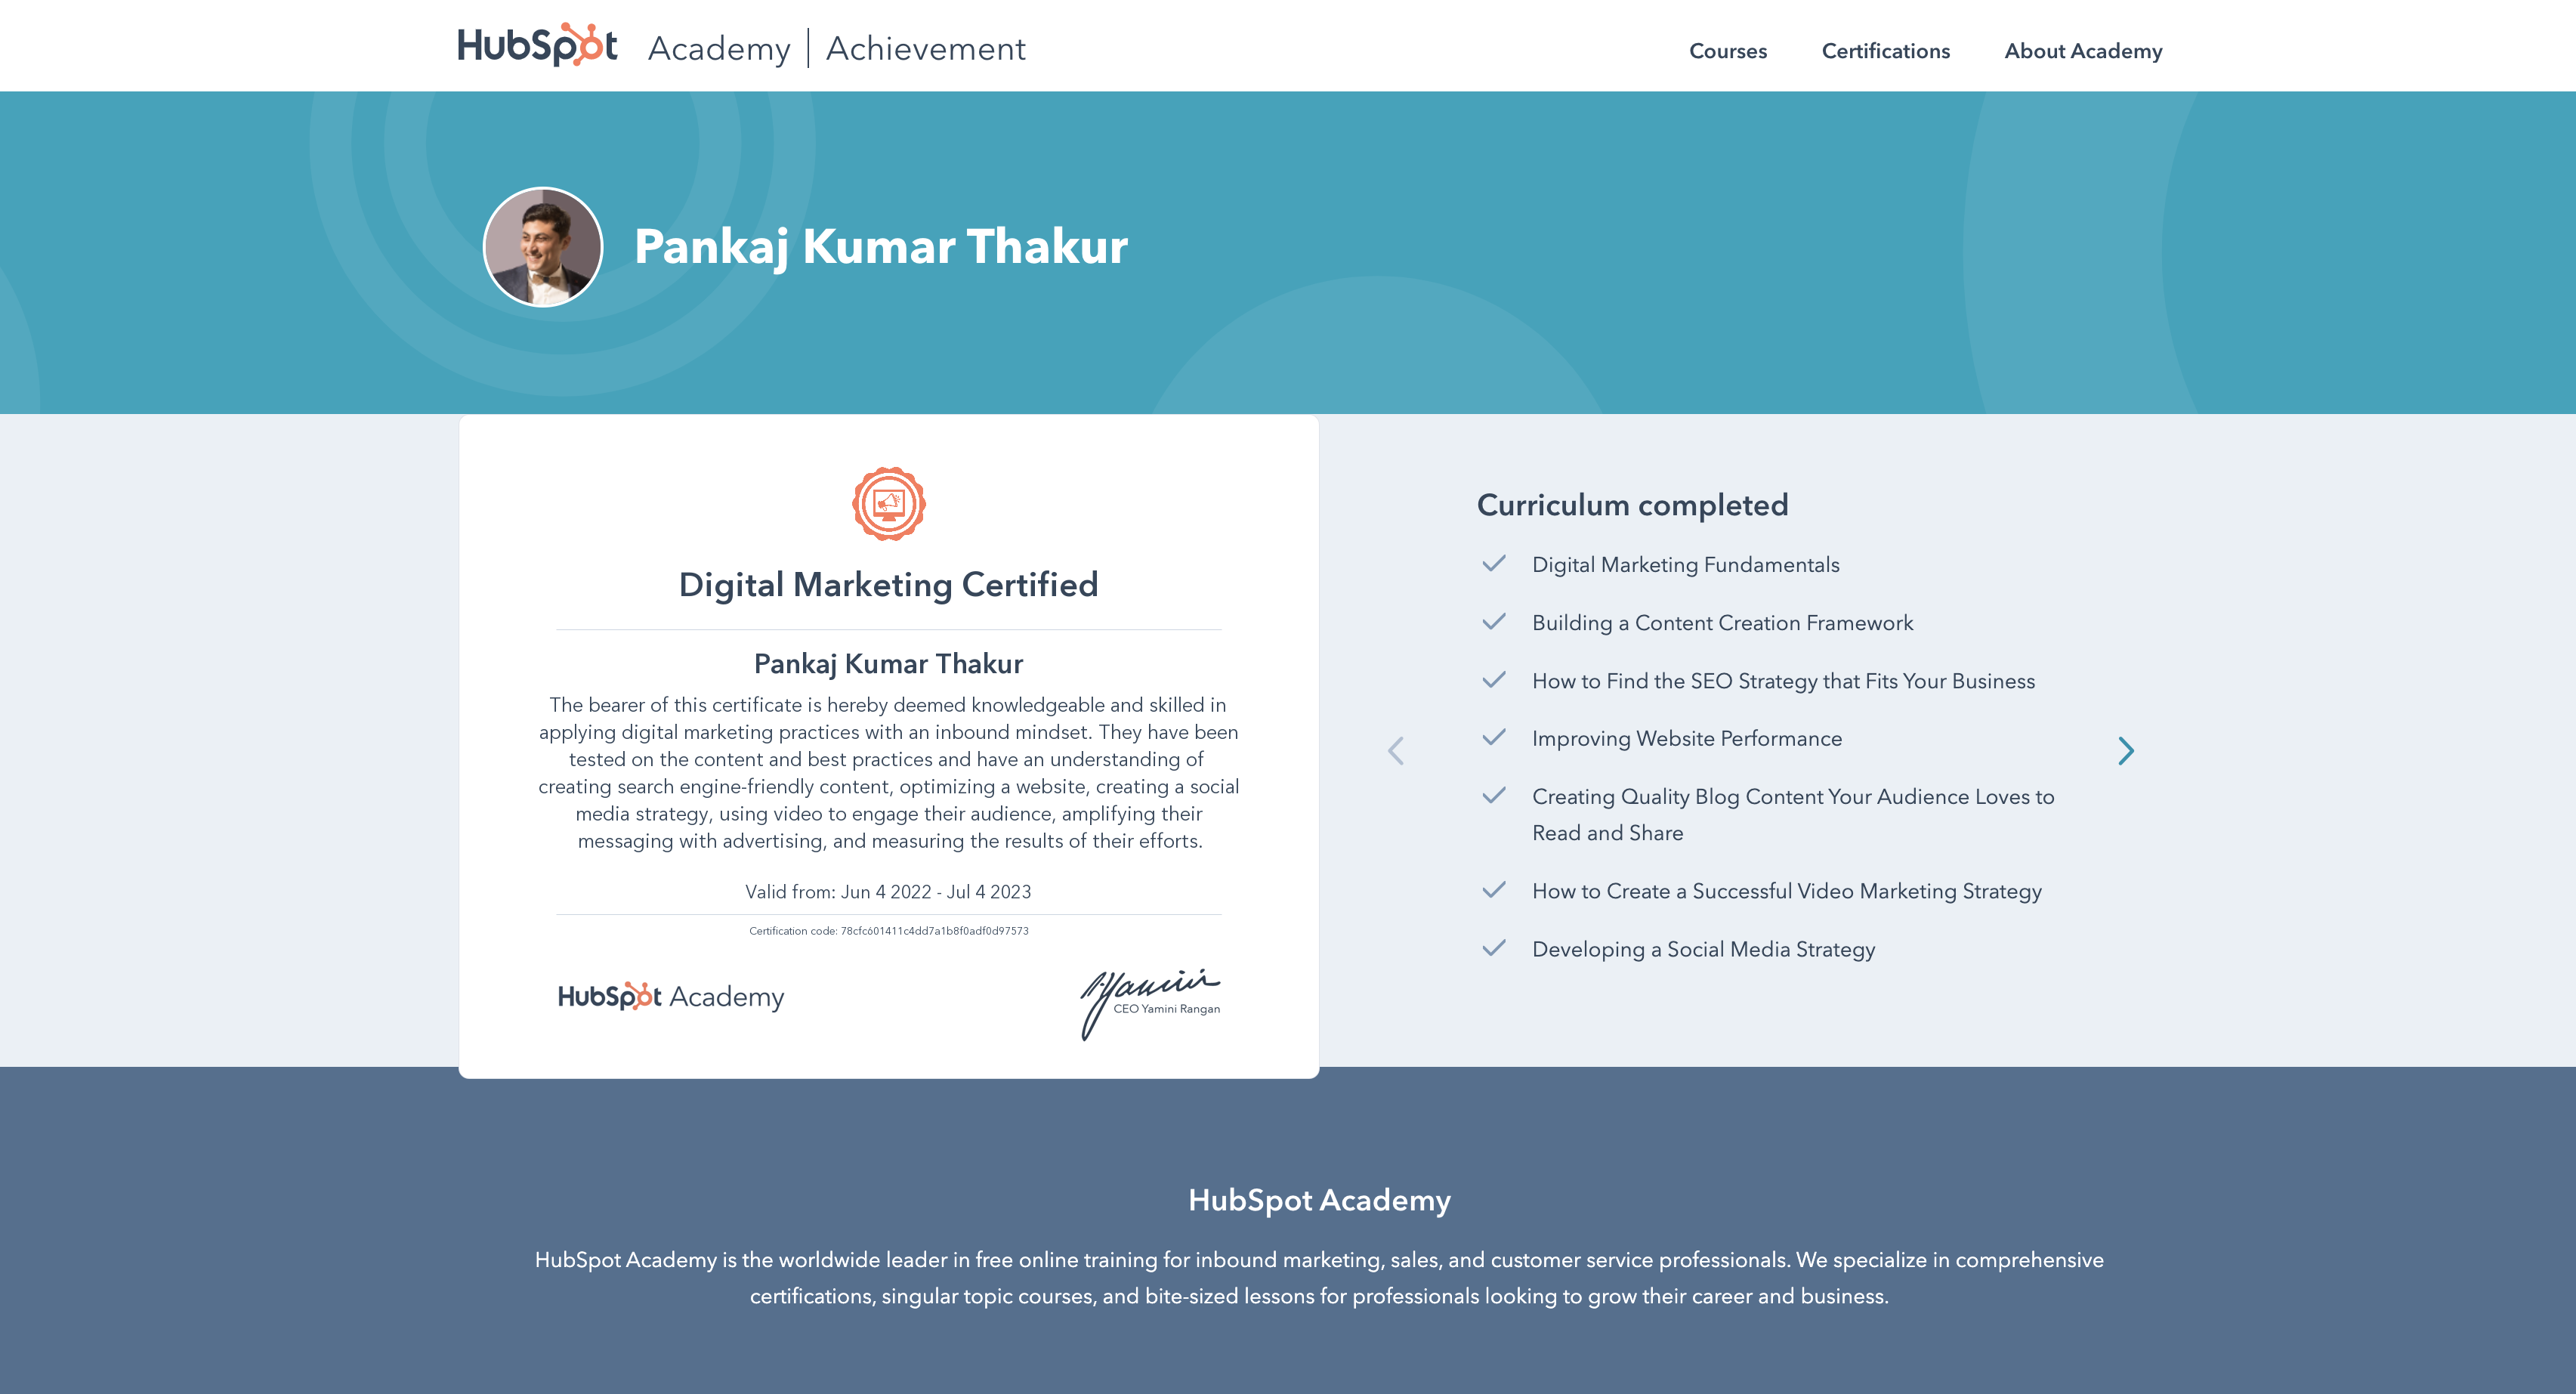 HubSpot Academy | Achievement
Courses
Certifications
About Academy
Pankaj Kumar Thakur
Digital Marketing Certified
Pankaj Kumar Thakur
The bearer of this certificate is hereby deemed knowledgeable and skilled in
applying digital marketing practices with an inbound mindset. They have been
tested on the content and best practices and have an understanding of
creating search engine-friendly content, optimizing a website, creating a social
media strategy, using video to engage their audience, amplifying their
messaging with advertising, and measuring the results of their efforts.
Valid from: Jun 4 2022 - Jul 4 2023
Certification code: 78cfc601411c4dd7a1b8f0adf0d97573
HubSpot Academy
Yamini
CEO Yamini Rangan
Curriculum completed
Digital Marketing Fundamentals
Building a Content Creation Framework
How to Find the SEO Strategy that Fits Your Business
Improving Website Performance
Creating Quality Blog Content Your Audience Loves to
Read and Share
How to Create a Successful Video Marketing Strategy
Developing a Social Media Strategy
HubSpot Academy
HubSpot Academy is the worldwide leader in free online training for inbound marketing, sales, and customer service professionals. We specialize in comprehensive
certifications, singular topic courses, and bite-sized lessons for professionals looking to grow their career and business.